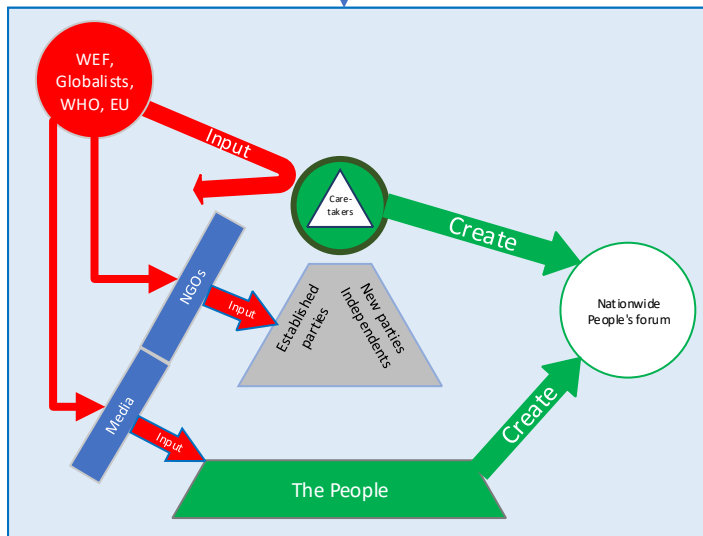 WEF,
Globalists,
WHO, EU
Input
Care-
takers
Create
Nationwide
People's forum
NGOs
Input
Established
parties
New parties
Independents
Media
Input
Create
The People